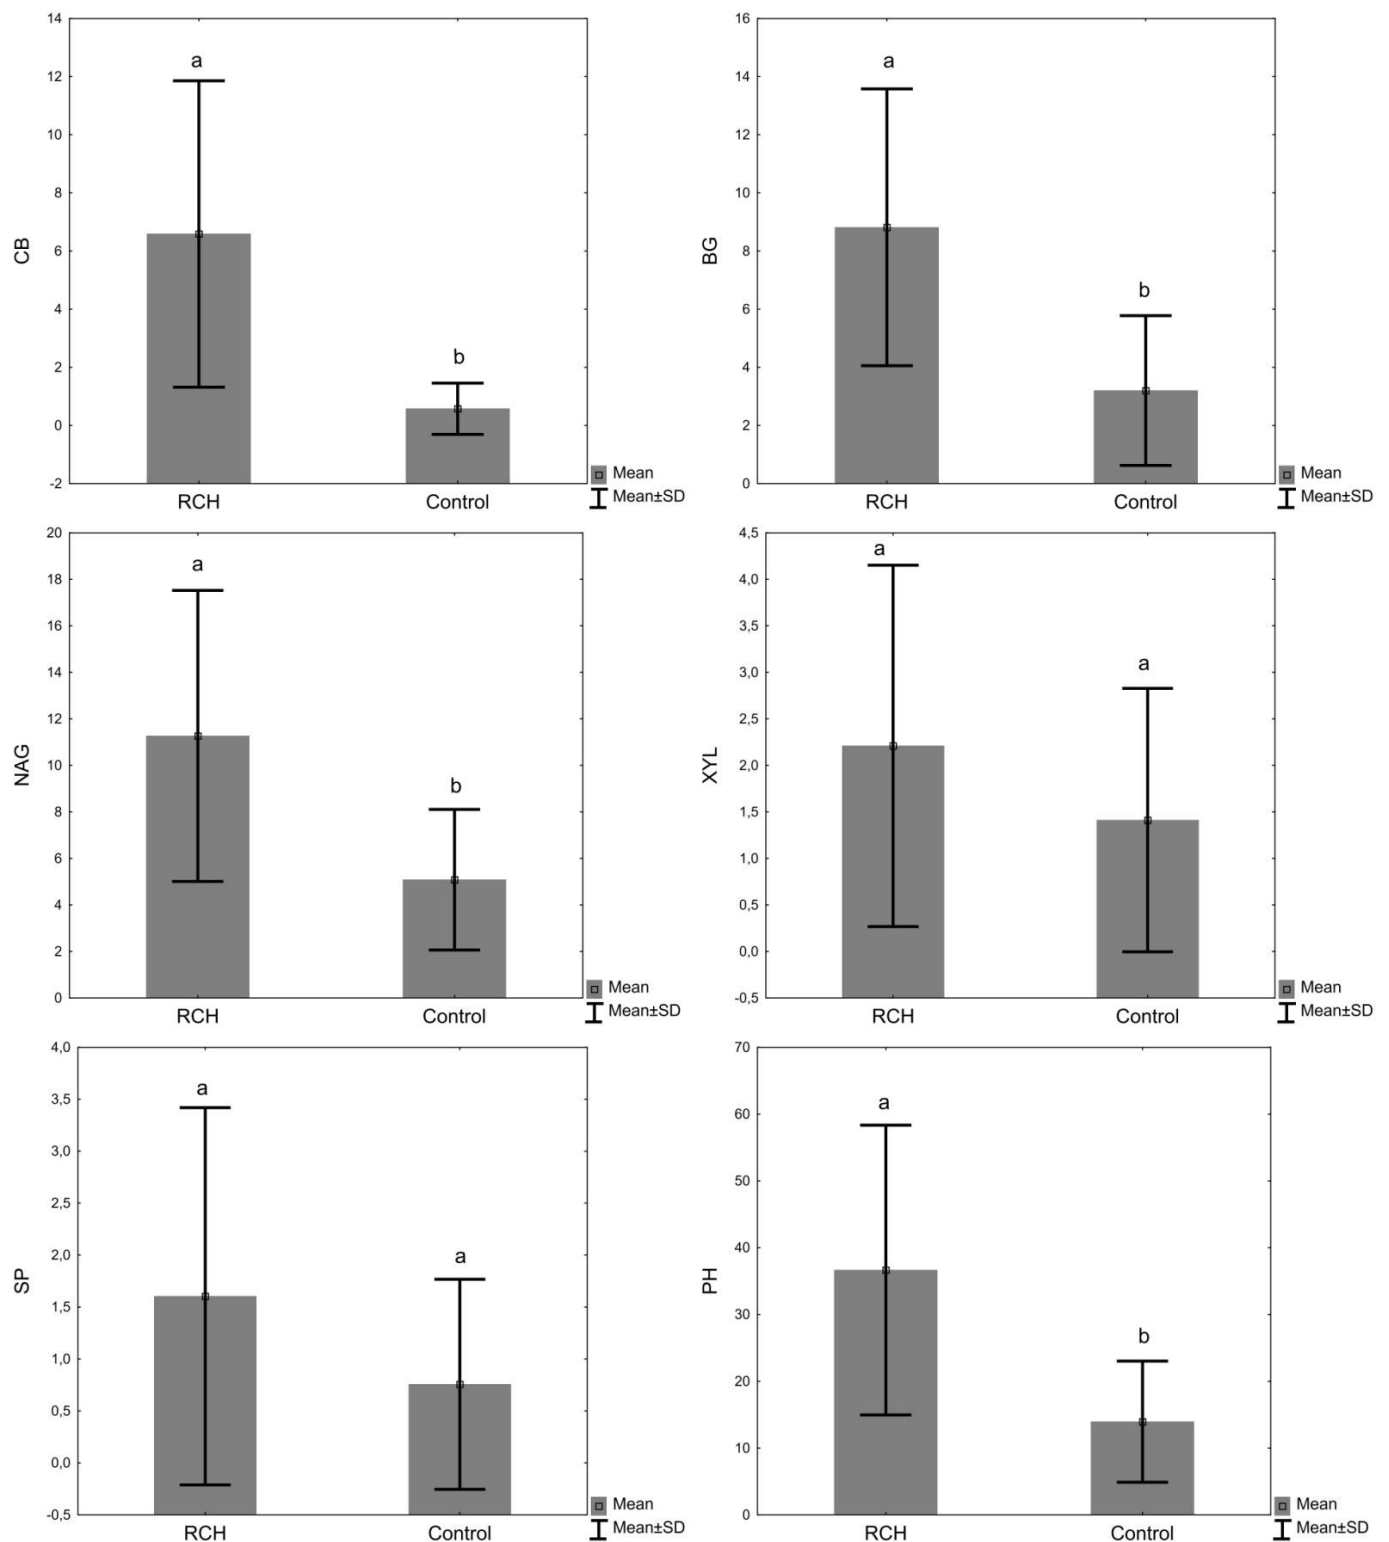 14
12
10
8
6
4
2
0
-2
CB
a
b
RCH
Control
Mean
Mean±SD
16
14
12
10
8
6
4
2
0
BG
a
b
RCH
Control
Mean
Mean±SD
20
18
16
14
12
10
8
6
4
2
0
NAG
a
b
RCH
Control
Mean
Mean±SD
4,5
4,0
3,5
3,0
2,5
2,0
1,5
1,0
0,5
0,0
-0,5
XYL
a
a
RCH
Control
Mean
Mean±SD
4,0
3,5
3,0
2,5
2,0
1,5
1,0
0,5
0,0
-0,5
SP
a
a
RCH
Control
Mean
Mean±SD
70
60
50
40
30
20
10
0
PH
a
b
RCH
Control
Mean
Mean±SD